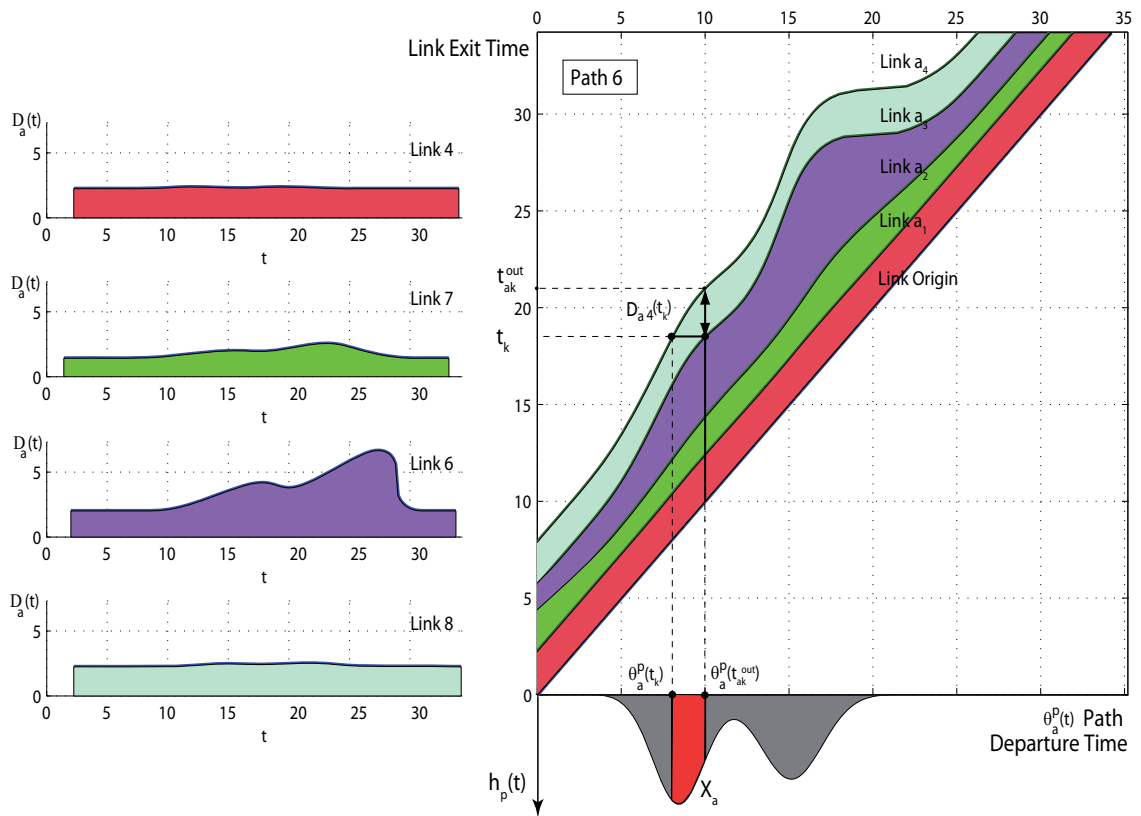 D_a(t)
5
0
Link 4
0 5 10 15 20 25 30
t
D_a(t)
5
0
Link 7
0 5 10 15 20 25 30
t
D_a(t)
5
0
Link 6
0 5 10 15 20 25 30
t
D_a(t)
5
0
Link 8
0 5 10 15 20 25 30
t
0 5 10 15 20 25 30 35
Link Exit Time
Path 6
Link a_4
30
Link a_3
Link a_2
25
Link a_1
Link Origin
t_ak^out
D_a4(t_k)
20
t_k
15
10
5
0
θ_a^p(t_k)
θ_a^p(t_ak^out)
θ_a^p(t) Path
Departure Time
h_p(t)
X_a